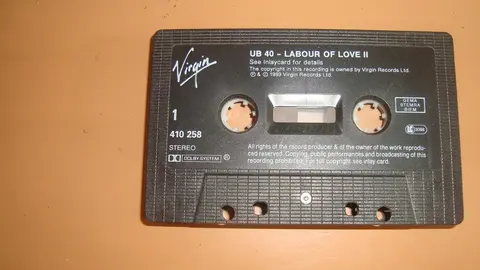 Virgin
UB 40 – LABOUR OF LOVE II
See Inlaycard for details
The copyright in this recording is owned by Virgin Records Ltd.
℗ & © 1989 Virgin Records Ltd.
1
410 258
STEREO
DOLBY SYSTEM
GEMA
STEMRA
BIEM
LC
All rights of the record producer & of the owner of the work reprodu-
ced reserved. Copying, public performances and broadcasting of this
recording prohibited. For full copyright see inlay card.